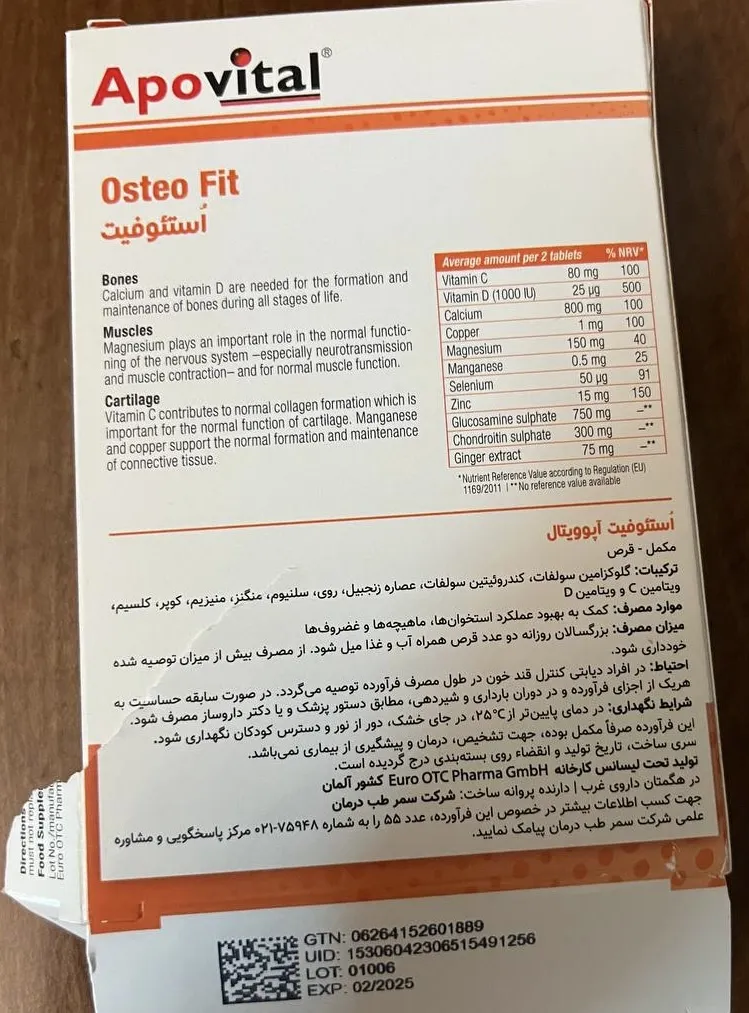 Apovital®
Osteo Fit
اُستئوفیت
Bones
Calcium and vitamin D are needed for the formation and
maintenance of bones during all stages of life.
Muscles
Magnesium plays an important role in the normal functio-
ning of the nervous system –especially neurotransmission
and muscle contraction– and for normal muscle function.
Cartilage
Vitamin C contributes to normal collagen formation which is
important for the normal function of cartilage. Manganese
and copper support the normal formation and maintenance
of connective tissue.
Average amount per 2 tablets % NRV*
Vitamin C 80 mg 100
Vitamin D (1000 IU) 25 µg 500
Calcium 800 mg 100
Copper 1 mg 100
Magnesium 150 mg 40
Manganese 0.5 mg 25
Selenium 50 µg 91
Zinc 15 mg 150
Glucosamine sulphate 750 mg –**
Chondroitin sulphate 300 mg –**
Ginger extract 75 mg –**
*Nutrient Reference Value according to Regulation (EU)
1169/2011 | **No reference value available
اُستئوفیت آپوویتال
مکمل - قرص
ترکیبات: گلوکزامین سولفات، کندروئیتین سولفات، عصاره زنجبیل، روی، سلنیوم، منگنز، منیزیم، کوپر، کلسیم،
ویتامین C و ویتامین D
موارد مصرف: کمک به بهبود عملکرد استخوان‌ها، ماهیچه‌ها و غضروف‌ها
میزان مصرف: بزرگسالان روزانه دو عدد قرص همراه آب و غذا میل شود. از مصرف بیش از میزان توصیه شده
خودداری شود.
احتیاط: در افراد دیابتی کنترل قند خون در طول مصرف فرآورده توصیه می‌گردد. در صورت سابقه حساسیت به
هریک از اجزای فرآورده و در دوران بارداری و شیردهی، مطابق دستور پزشک و یا دکتر داروساز مصرف شود.
شرایط نگهداری: در دمای پایین‌تر از ۲۵°C، در جای خشک، دور از نور و دسترس کودکان نگهداری شود.
این فرآورده صرفاً مکمل بوده، جهت تشخیص، درمان و پیشگیری از بیماری نمی‌باشد.
سری ساخت، تاریخ تولید و انقضاء روی بسته‌بندی درج گردیده است.
تولید تحت لیسانس کارخانه Euro OTC Pharma GmbH کشور آلمان
در هگمتان داروی غرب | دارنده پروانه ساخت: شرکت سمر طب درمان
جهت کسب اطلاعات بیشتر در خصوص این فرآورده، عدد ۵۵ را به شماره ۷۵۹۴۸-۰۲۱ مرکز پاسخگویی و مشاوره
علمی شرکت سمر طب درمان پیامک نمایید.
Directions
must not
Food
Lot No./
Euro OTC Pharm
GTN: 06264152601889
UID: 15306042306515491256
LOT: 01006
EXP: 02/2025